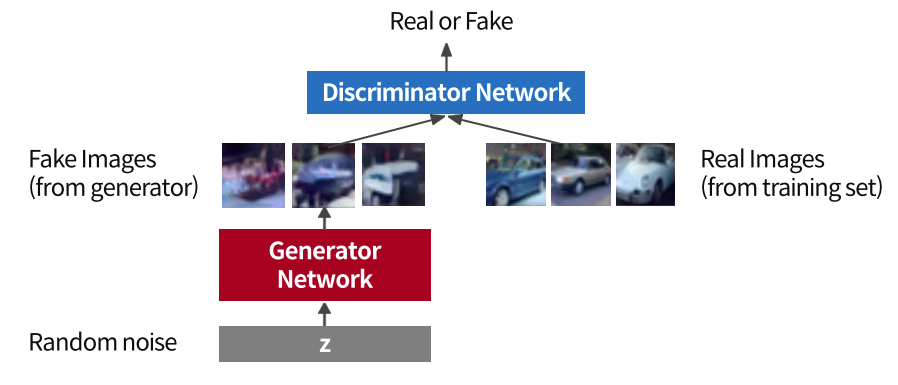 Real or Fake
Discriminator Network
Fake Images
(from generator)
Real Images
(from training set)
Generator
Network
Random noise
z